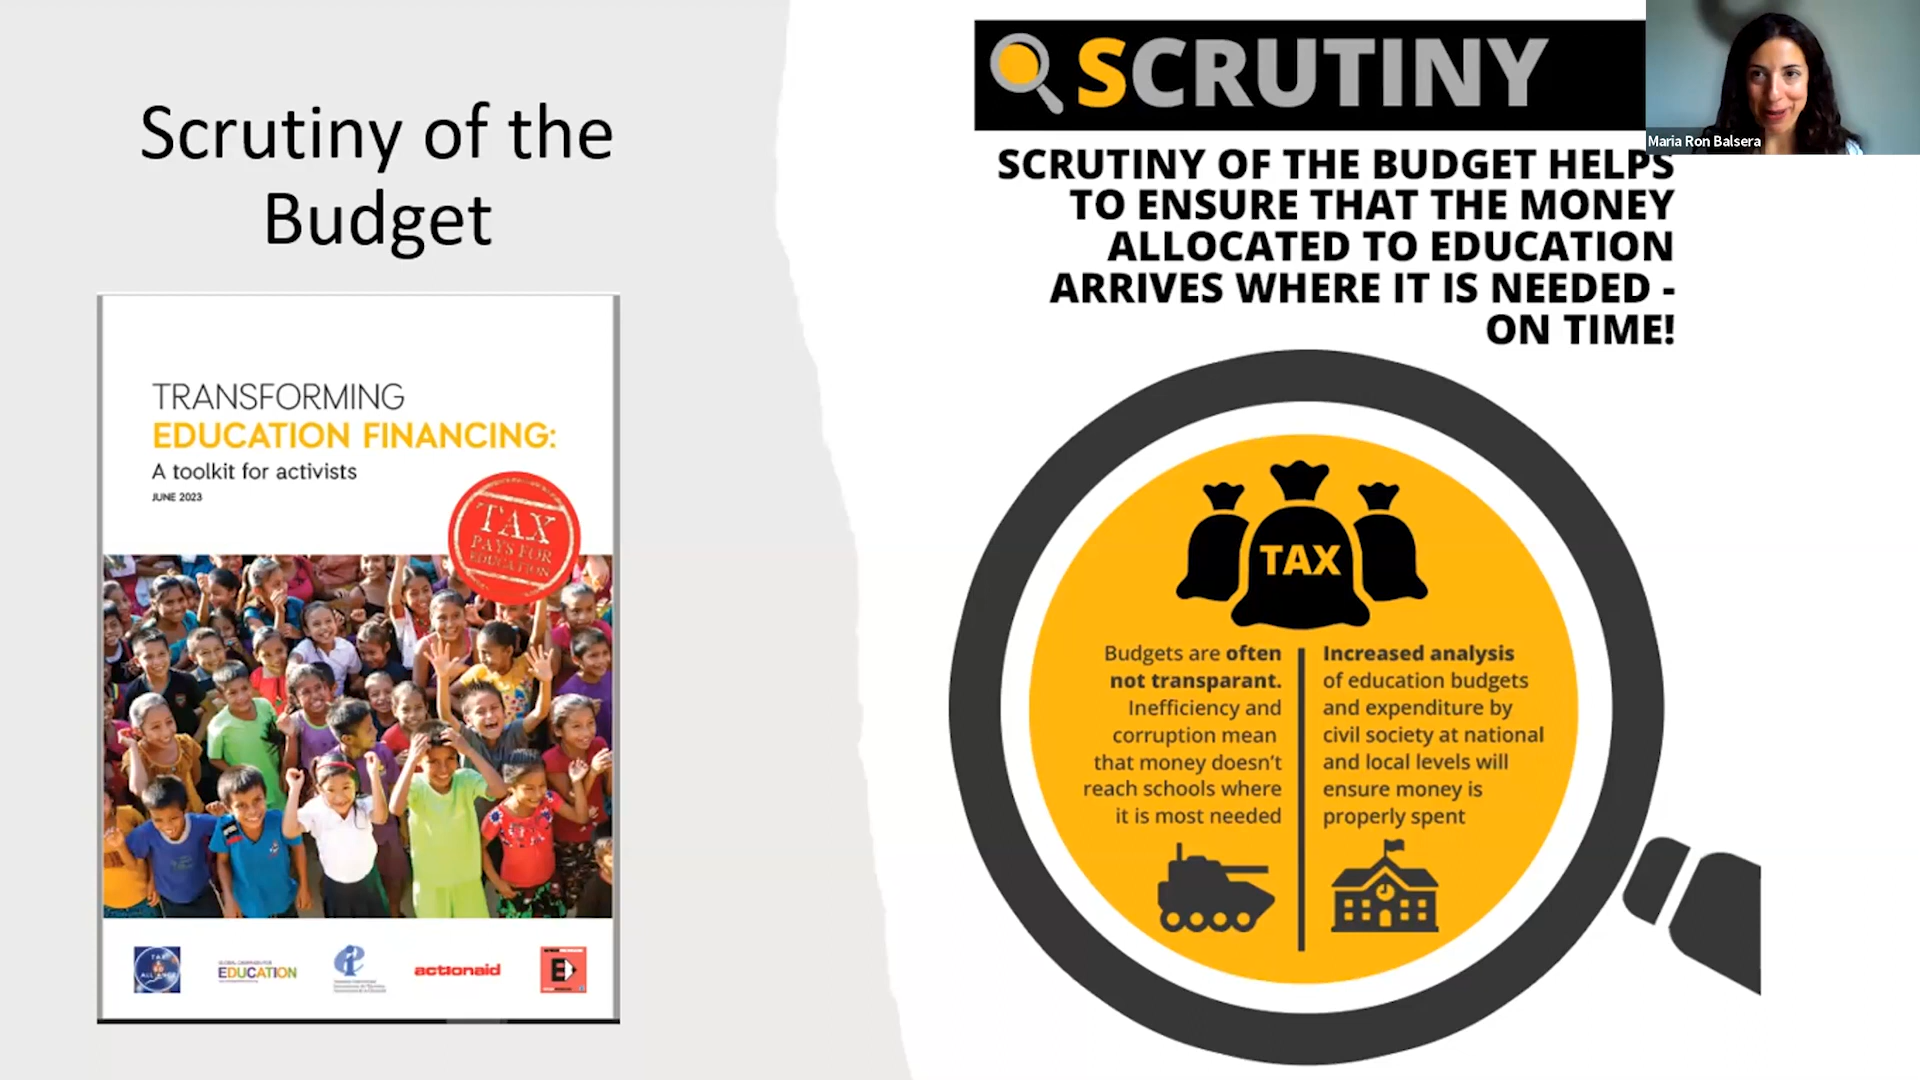 Scrutiny of the
Budget
TRANSFORMING
EDUCATION FINANCING:
A toolkit for activists
JUNE 2023
TAX
PAYS FOR
EDUCATION
EDUCATION
actionaid
SCRUTINY
Maria Ron Balsera
SCRUTINY OF THE BUDGET HELPS
TO ENSURE THAT THE MONEY
ALLOCATED TO EDUCATION
ARRIVES WHERE IT IS NEEDED -
ON TIME!
TAX
Budgets are often
not transparant.
Inefficiency and
corruption mean
that money doesn't
reach schools where
it is most needed
Increased analysis
of education budgets
and expenditure by
civil society at national
and local levels will
ensure money is
properly spent